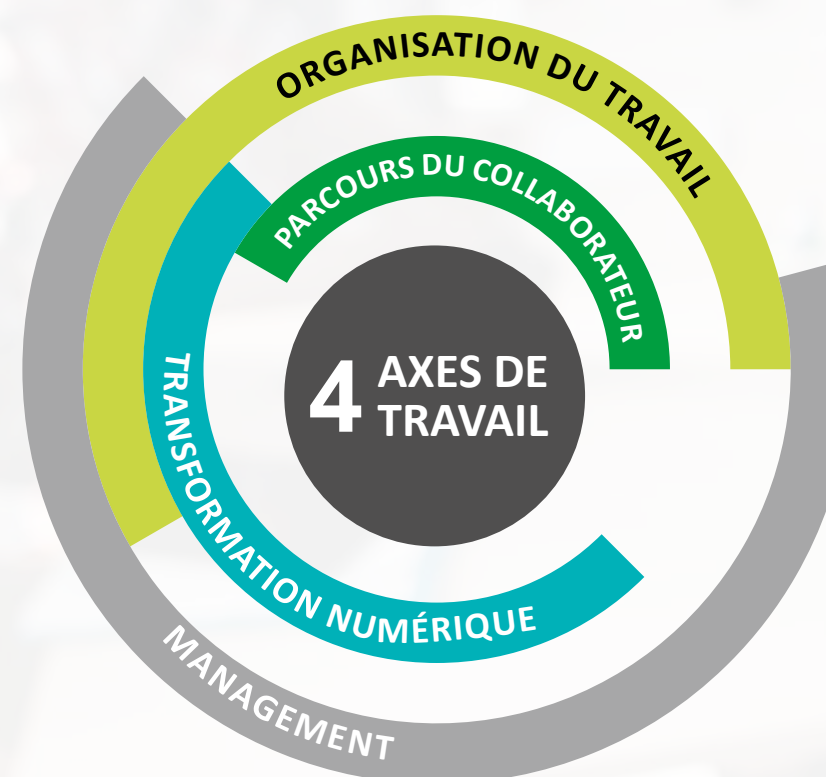 ORGANISATION DU TRAVAIL
PARCOURS DU COLLABORATEUR
4 AXES DE
TRAVAIL
TRANSFORMATION NUMÉRIQUE
MANAGEMENT